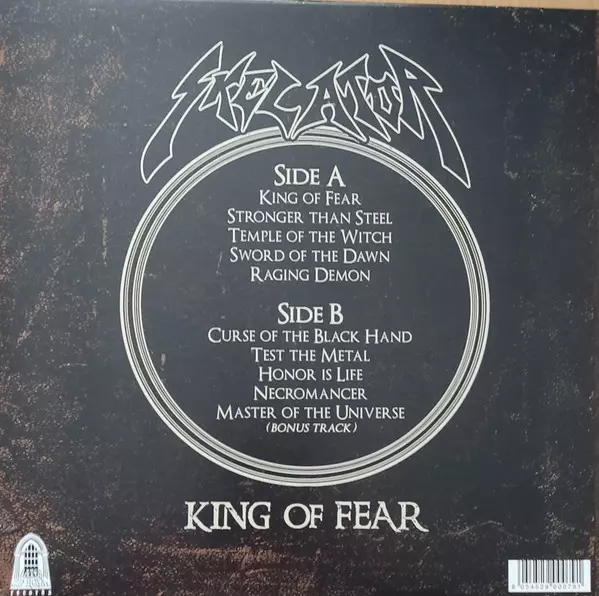 SKELATOR
SIDE A
KING OF FEAR
STRONGER THAN STEEL
TEMPLE OF THE WITCH
SWORD OF THE DAWN
RAGING DEMON
SIDE B
CURSE OF THE BLACK HAND
TEST THE METAL
HONOR IS LIFE
NECROMANCER
MASTER OF THE UNIVERSE
(BONUS TRACK)
KING OF FEAR
RECORDS